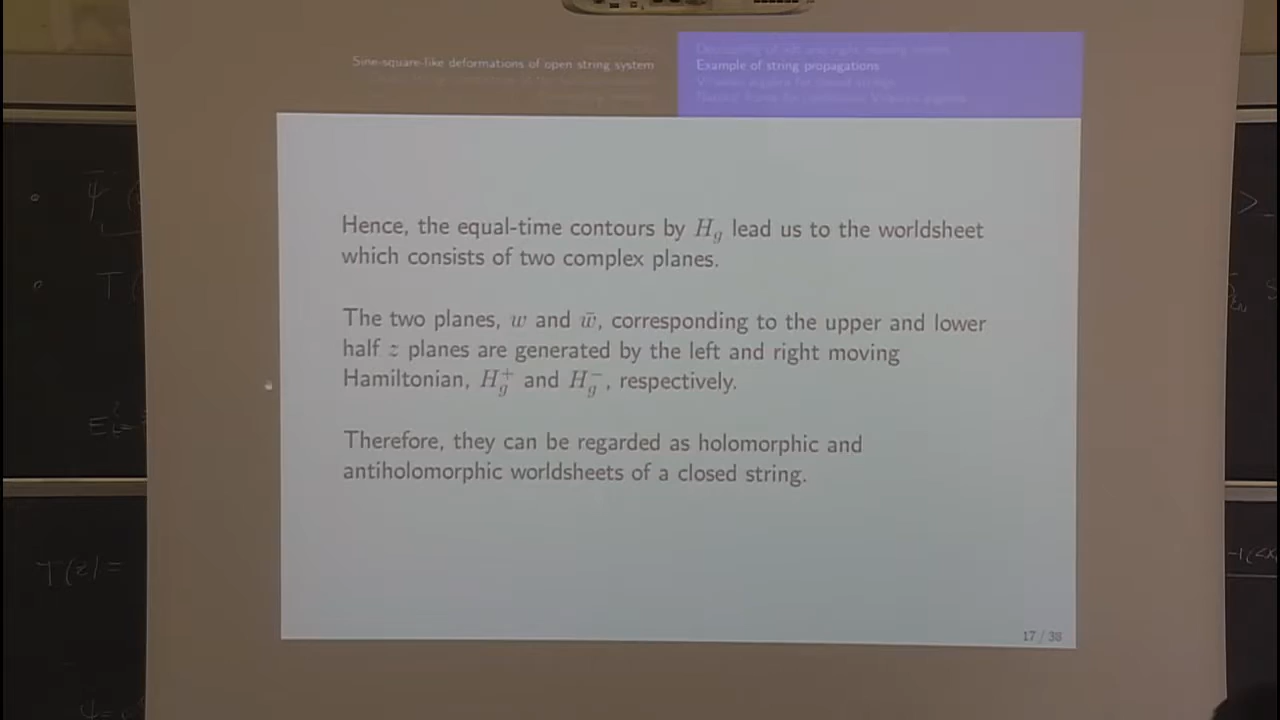 Sine-square-like deformations of open string system
Example of string propagations
Hence, the equal-time contours by $H_g$ lead us to the worldsheet
which consists of two complex planes.
The two planes, $w$ and $\bar{w}$, corresponding to the upper and lower
half $z$ planes are generated by the left and right moving
Hamiltonian, $H_g^+$ and $H_g^-$, respectively.
Therefore, they can be regarded as holomorphic and
antiholomorphic worldsheets of a closed string.
17 / 38
T(z) =